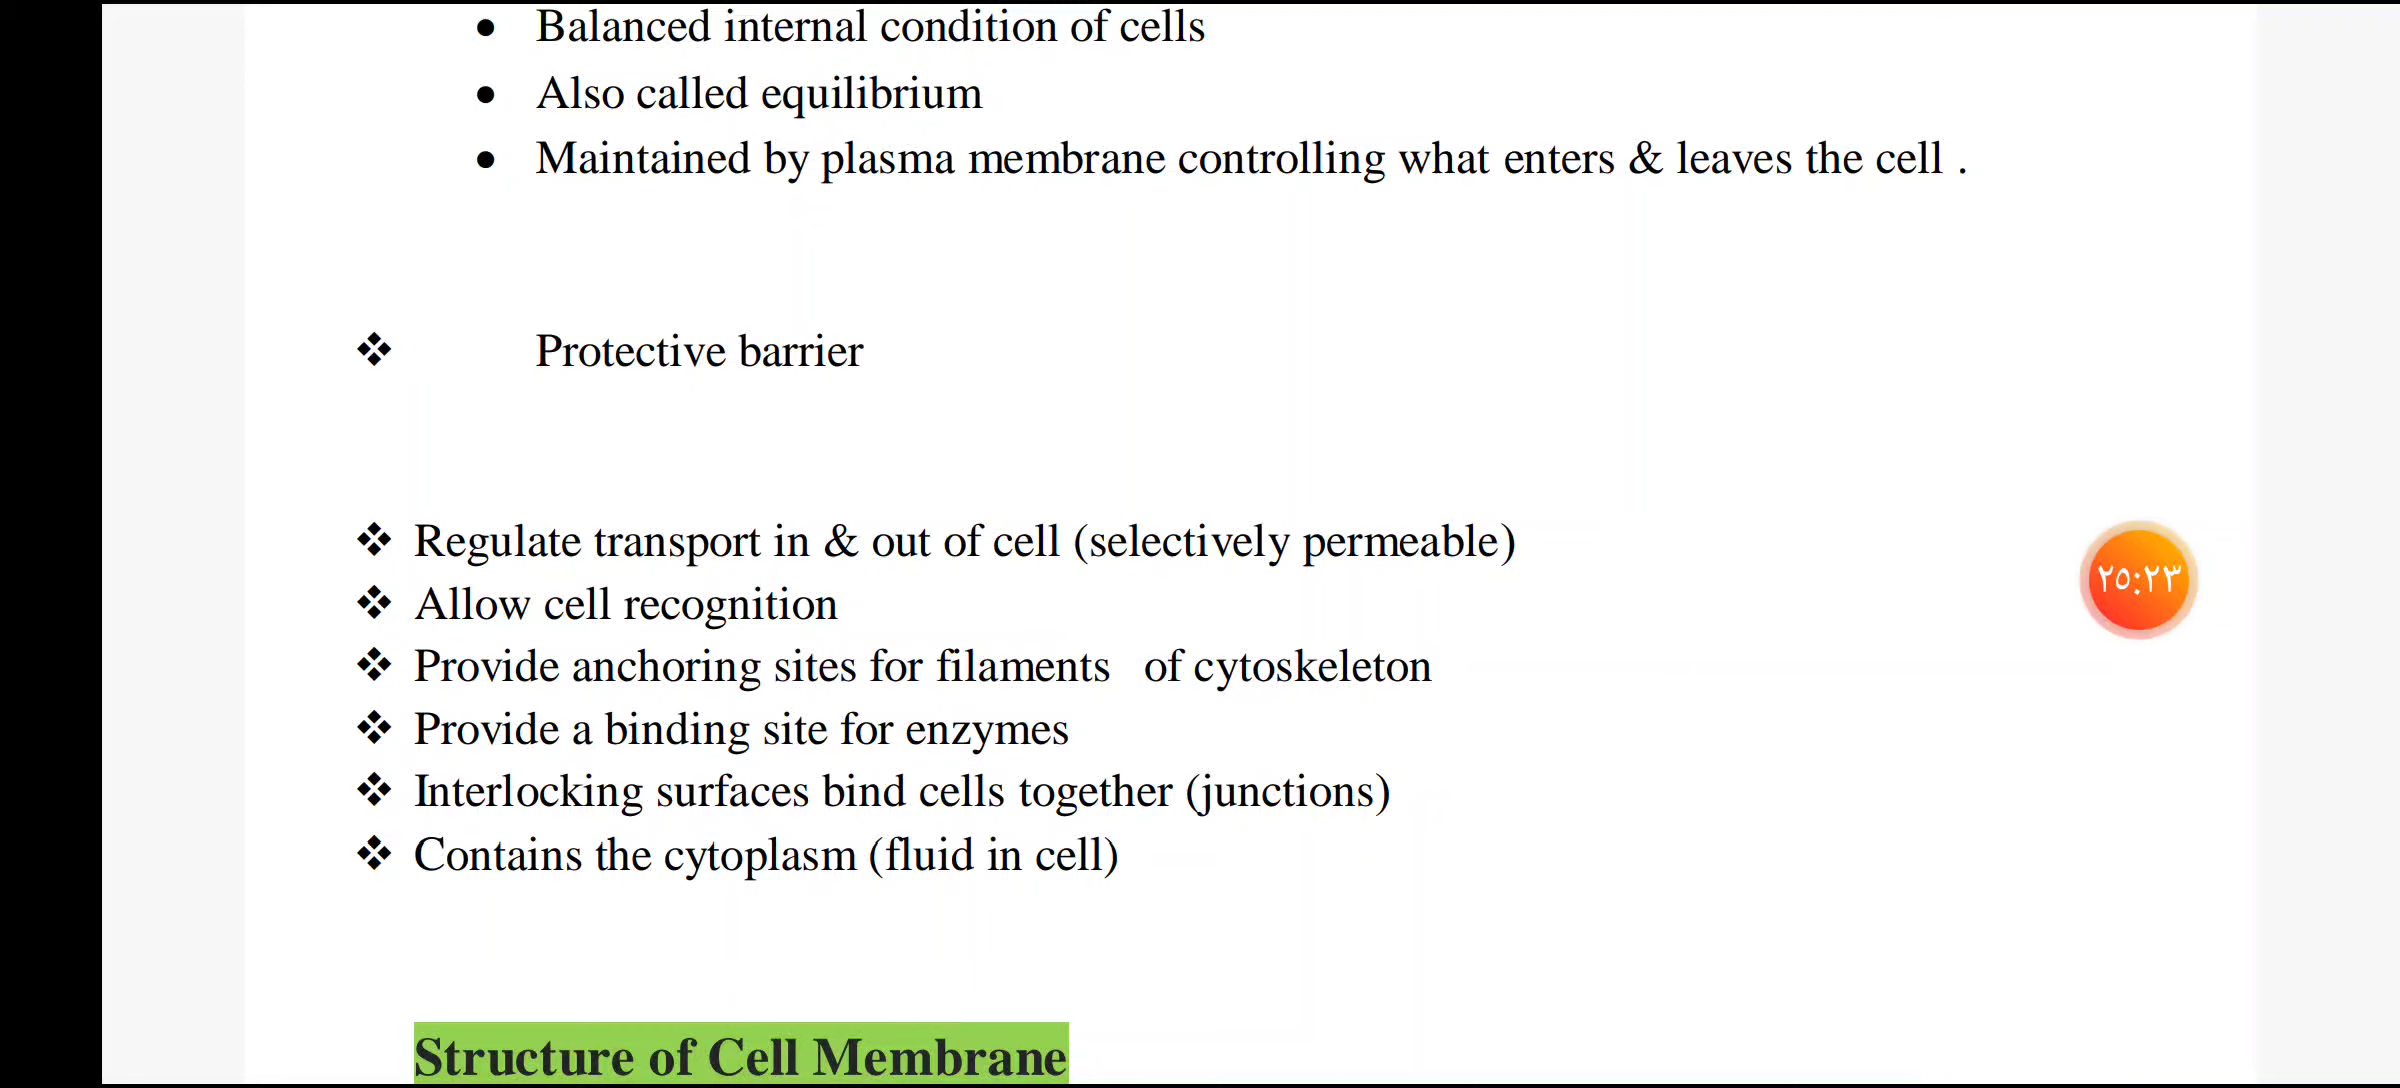 • Balanced internal condition of cells
• Also called equilibrium
• Maintained by plasma membrane controlling what enters & leaves the cell .
❖ Protective barrier
❖ Regulate transport in & out of cell (selectively permeable)
❖ Allow cell recognition
❖ Provide anchoring sites for filaments of cytoskeleton
❖ Provide a binding site for enzymes
❖ Interlocking surfaces bind cells together (junctions)
❖ Contains the cytoplasm (fluid in cell)
Structure of Cell Membrane
٢٥:٢٣